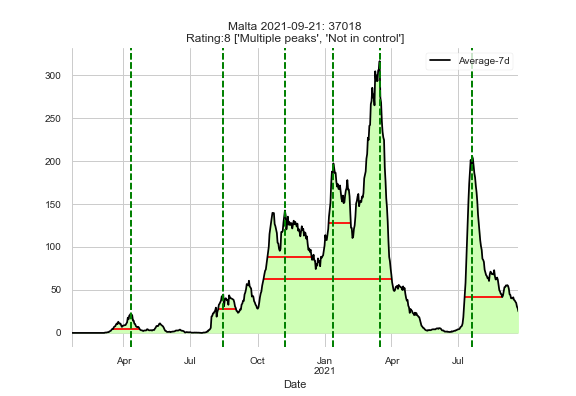 Malta 2021-09-21: 37018
Rating:8 ['Multiple peaks', 'Not in control']
Average-7d
300
250
200
150
100
50
0
Apr Jul Oct Jan Apr Jul
2021
Date